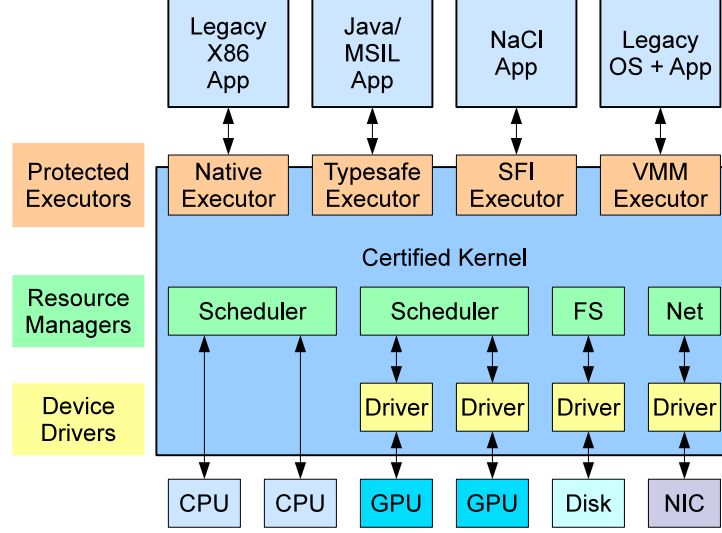 Legacy
X86
App
Java/
MSIL
App
NaCl
App
Legacy
OS + App
Protected
Executors
Native
Executor
Typesafe
Executor
SFI
Executor
VMM
Executor
Certified Kernel
Resource
Managers
Scheduler
Scheduler
FS
Net
Device
Drivers
Driver
Driver
Driver
Driver
CPU
CPU
GPU
GPU
Disk
NIC